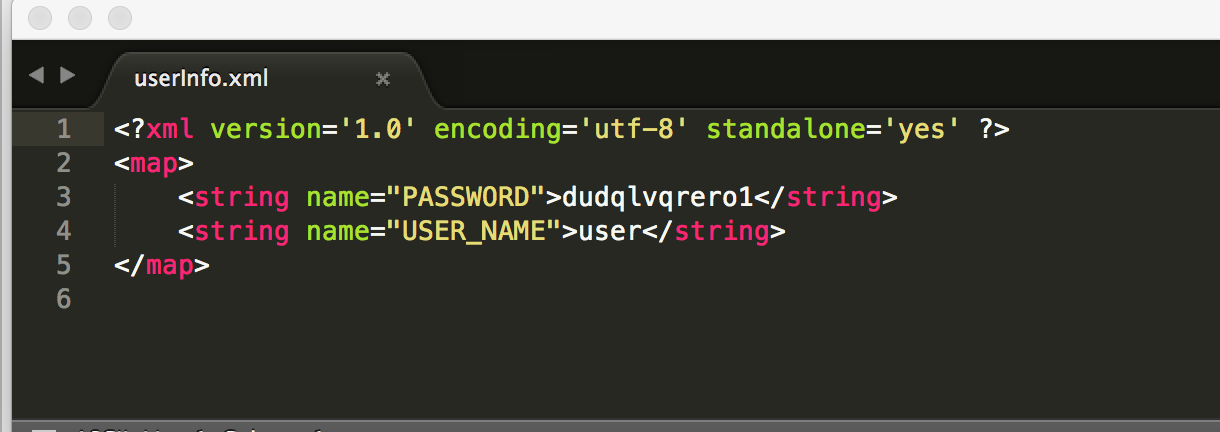 userInfo.xml
1 <?xml version='1.0' encoding='utf-8' standalone='yes' ?>
2 <map>
3 <string name="PASSWORD">dudqlvqrero1</string>
4 <string name="USER_NAME">user</string>
5 </map>
6